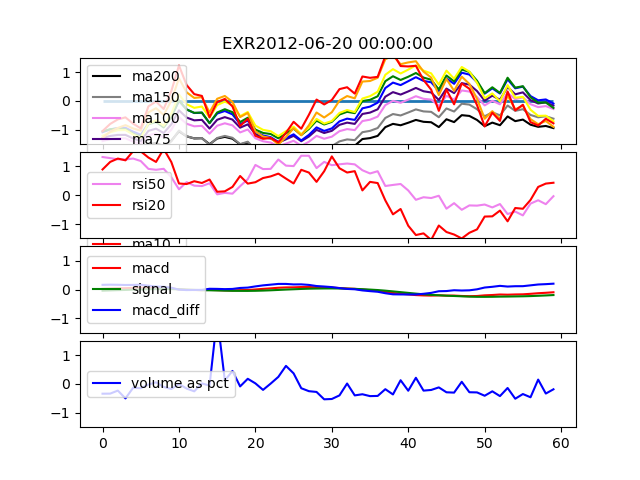 EXR2012-06-20 00:00:00
1
0
−1
ma200
ma150
ma100
ma75
1
0
−1
rsi50
rsi20
ma10
1
0
−1
macd
signal
macd_diff
1
0
−1
volume as pct
0 10 20 30 40 50 60